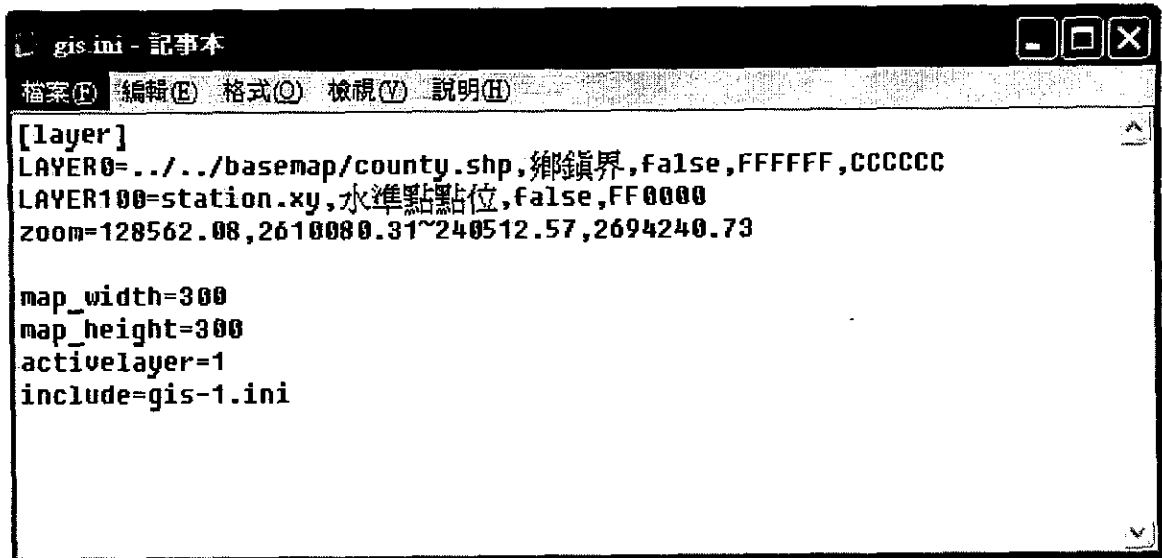 gis.ini - 記事本
檔案(F) 編輯(E) 格式(O) 檢視(V) 說明(H)
[layer]
LAYER0=../../basemap/county.shp,鄉鎮界,false,FFFFFF,CCCCCC
LAYER100=station.xy,水準點點位,false,FF0000
zoom=128562.08,2610080.31~240512.57,2694240.73
map_width=300
map_height=300
activelayer=1
include=gis-1.ini